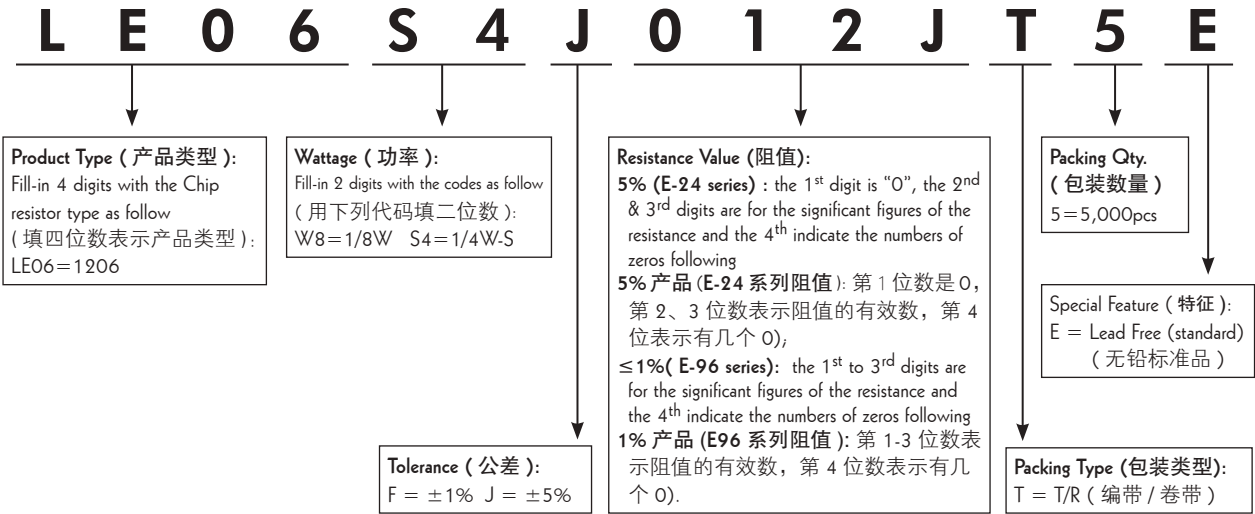 LE06S4J012JT5E
Product Type ( 产品类型 ):
Fill-in 4 digits with the Chip
resistor type as follow
( 填四位数表示产品类型 ):
LE06=1206
Wattage ( 功率 ):
Fill-in 2 digits with the codes as follow
( 用下列代码填二位数 ):
W8=1/8W S4=1/4W-S
Tolerance ( 公差 ):
F = ±1% J = ±5%
Resistance Value (阻值):
5% (E-24 series) : the 1st digit is “0”, the 2nd
& 3rd digits are for the significant figures of the
resistance and the 4th indicate the numbers of
zeros following
5% 产品 (E-24 系列阻值 ): 第 1 位数是 0,
第 2、3 位数表示阻值的有效数，第 4
位表示有几个 0);
≤1%( E-96 series): the 1st to 3rd digits are
for the significant figures of the resistance and
the 4th indicate the numbers of zeros following
1% 产品 (E96 系列阻值 ): 第 1-3 位数表
示阻值的有效数，第 4 位数表示有几
个 0).
Packing Type (包装类型):
T = T/R ( 编带 / 卷带 )
Packing Qty.
( 包装数量 )
5=5,000pcs
Special Feature ( 特征 ):
E = Lead Free (standard)
( 无铅标准品 )